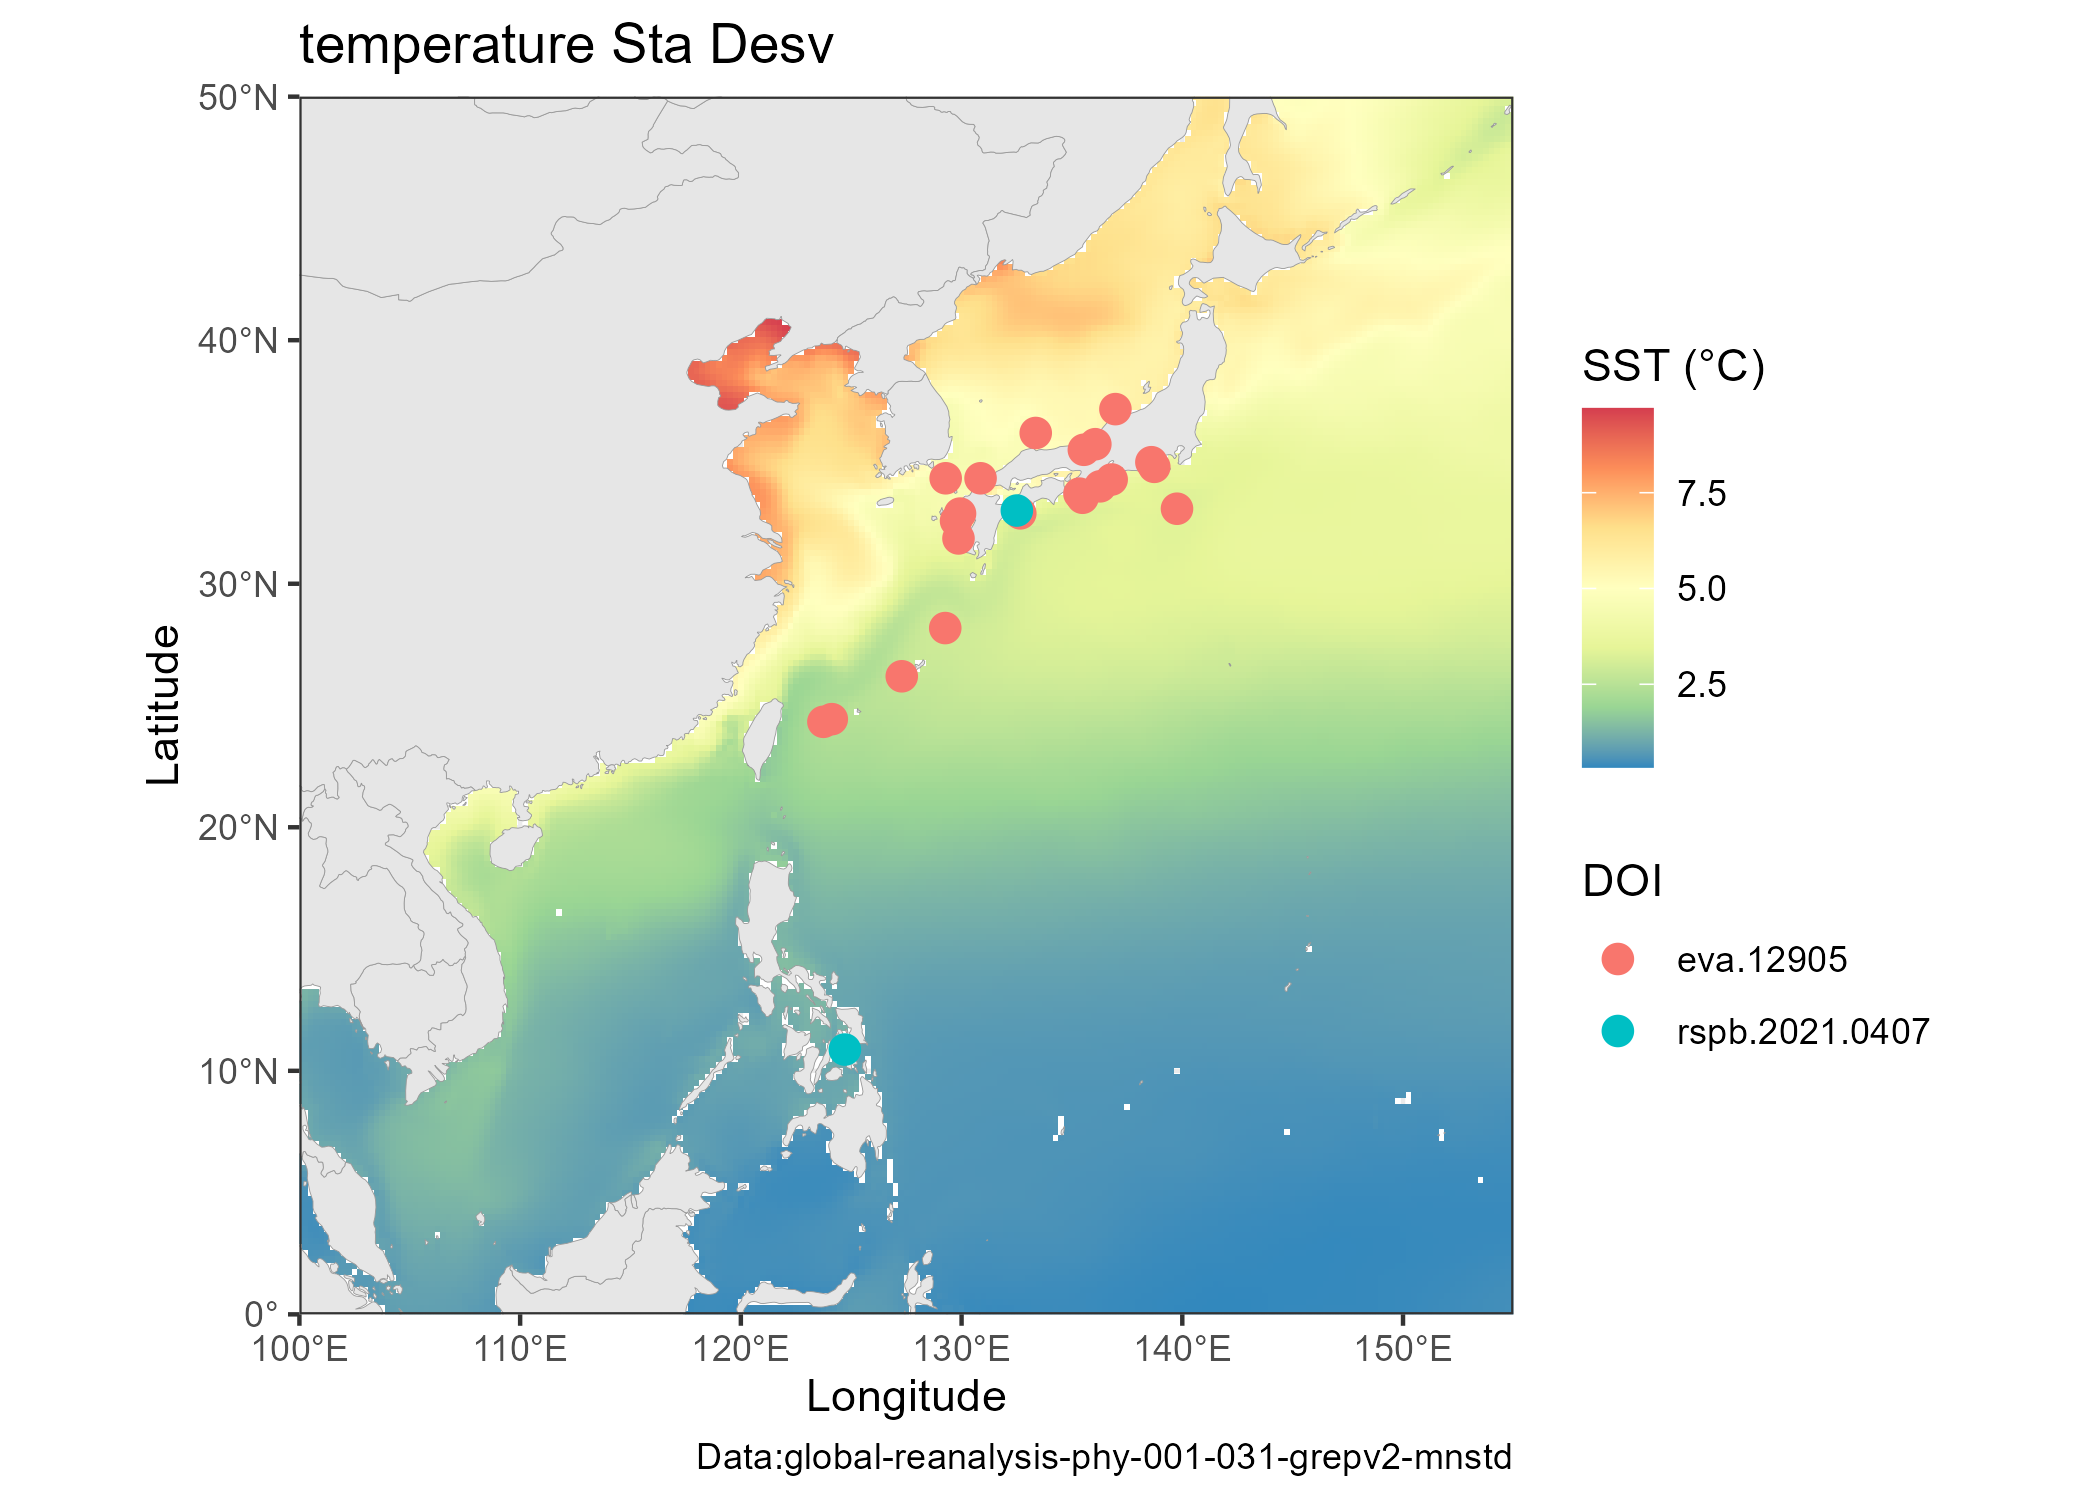 temperature Sta Desv
50°N
40°N
30°N
20°N
10°N
0°
Latitude
100°E
110°E
120°E
130°E
140°E
150°E
Longitude
Data:global-reanalysis-phy-001-031-grepv2-mnstd
SST (°C)
7.5
5.0
2.5
DOI
eva.12905
rspb.2021.0407